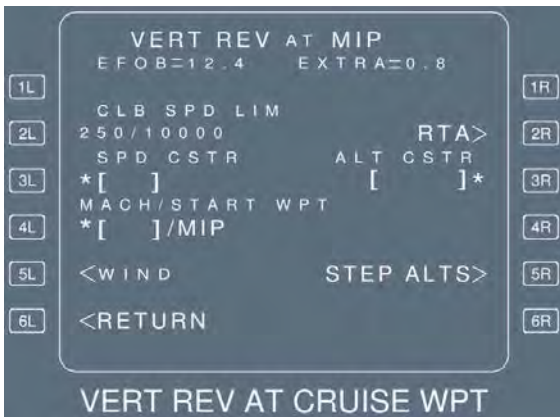 VERT REV AT MIP
EFOB=12.4 EXTRA=0.8
1L 1R
CLB SPD LIM
2L 250/10000 RTA> 2R
SPD CSTR ALT CSTR
3L *[ ] [ ]* 3R
MACH/START WPT
4L *[ ]/MIP 4R
5L <WIND STEP ALTS> 5R
6L <RETURN 6R
VERT REV AT CRUISE WPT